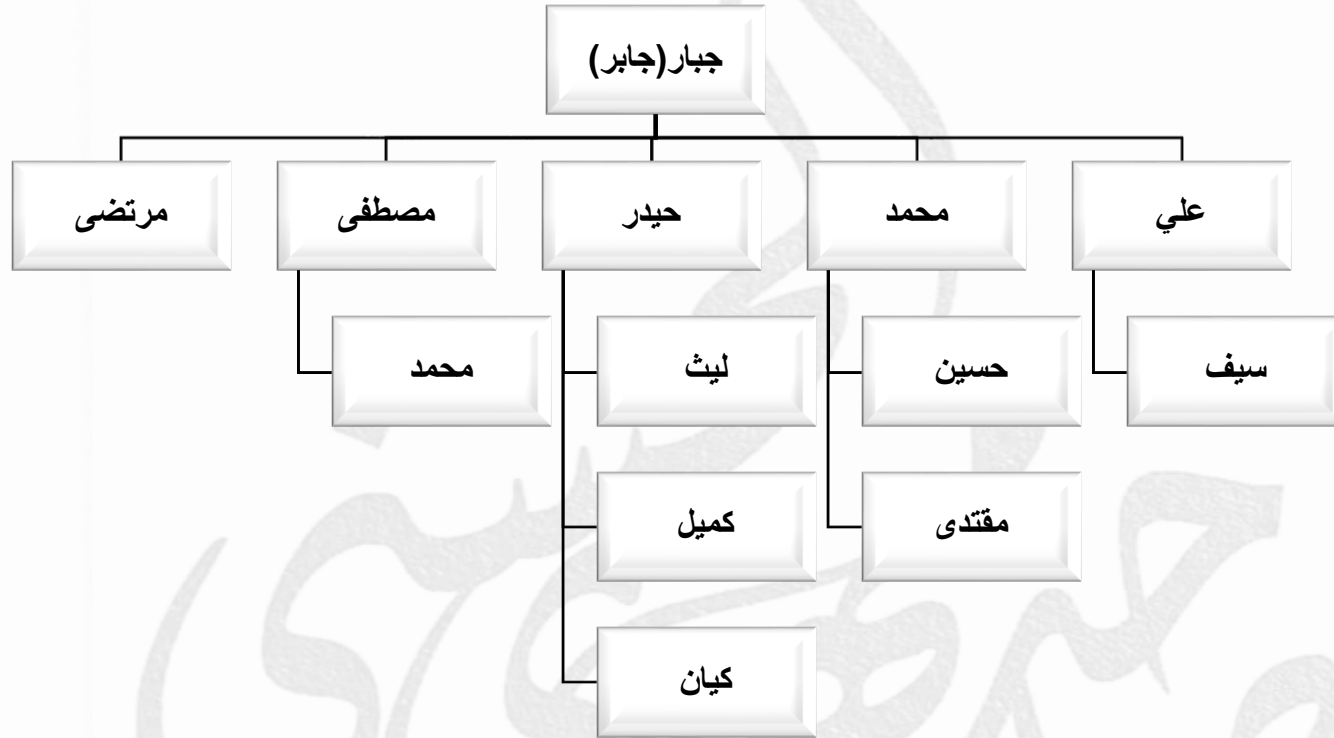 جبار(جابر)
علي
محمد
حيدر
مصطفى
مرتضى
سيف
حسين
ليث
محمد
مقتدى
كميل
كيان